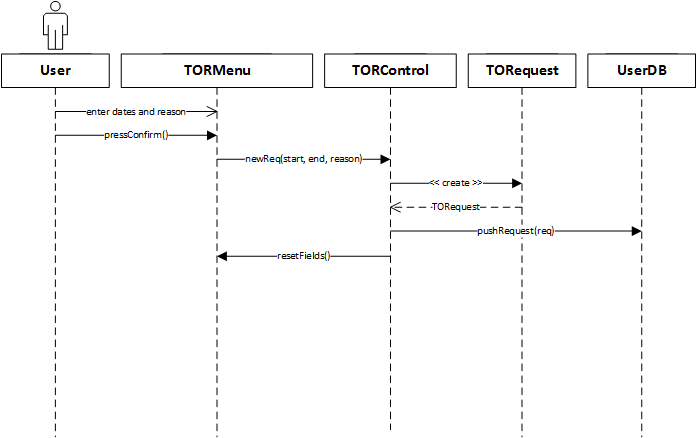 User
TORMenu
TORControl
TORequest
UserDB
enter dates and reason
pressConfirm()
newReq(start, end, reason)
<< create >>
TORequest
pushRequest(req)
resetFields()